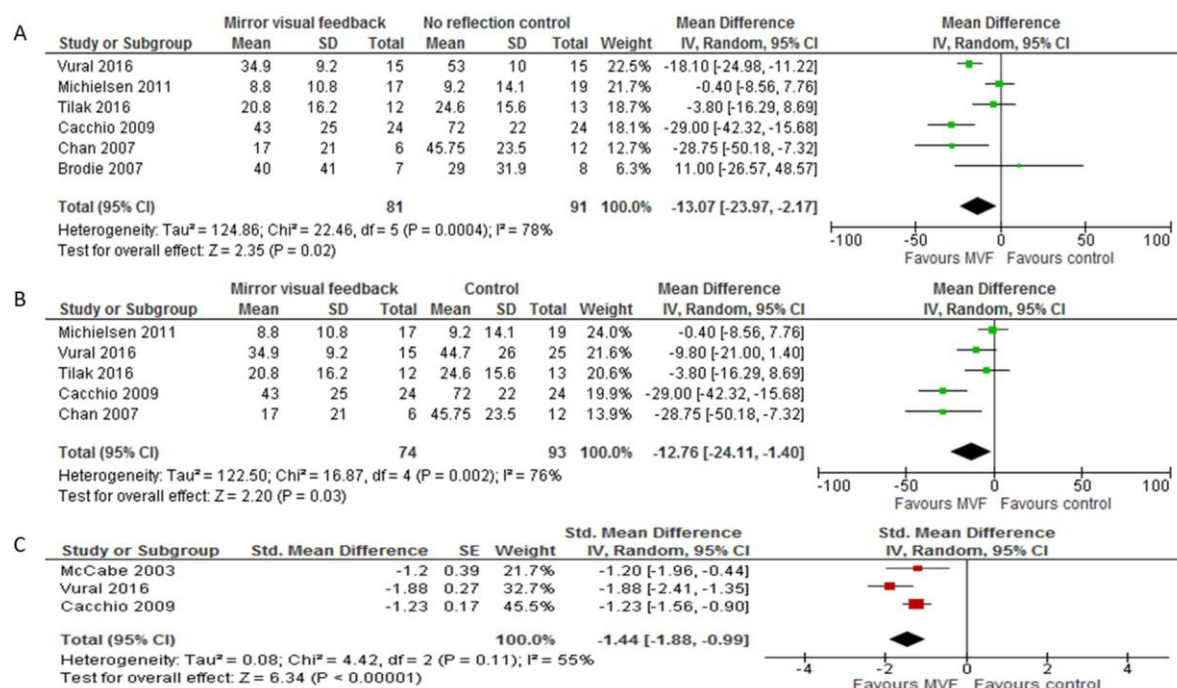 A
Mirror visual feedback No reflection control Mean Difference Mean Difference
Study or Subgroup Mean SD Total Mean SD Total Weight IV, Random, 95% CI IV, Random, 95% CI
Vural 2016 34.9 9.2 15 53 10 15 22.5% -18.10 [-24.98, -11.22]
Michielsen 2011 8.8 10.8 17 9.2 14.1 19 21.7% -0.40 [-8.56, 7.76]
Tilak 2016 20.8 16.2 12 24.6 15.6 13 18.7% -3.80 [-16.29, 8.69]
Cacchio 2009 43 25 24 72 22 24 18.1% -29.00 [-42.32, -15.68]
Chan 2007 17 21 6 45.75 23.5 12 12.7% -28.75 [-50.18, -7.32]
Brodie 2007 40 41 7 29 31.9 8 6.3% 11.00 [-26.57, 48.57]
Total (95% CI) 81 91 100.0% -13.07 [-23.97, -2.17]
Heterogeneity: Tau² = 124.86; Chi² = 22.46, df = 5 (P = 0.0004); I² = 78%
Test for overall effect: Z = 2.35 (P = 0.02)
-100 -50 0 50 100
Favours MVF Favours control
B
Mirror visual feedback Control Mean Difference Mean Difference
Study or Subgroup Mean SD Total Mean SD Total Weight IV, Random, 95% CI IV, Random, 95% CI
Michielsen 2011 8.8 10.8 17 9.2 14.1 19 24.0% -0.40 [-8.56, 7.76]
Vural 2016 34.9 9.2 15 44.7 26 25 21.6% -9.80 [-21.00, 1.40]
Tilak 2016 20.8 16.2 12 24.6 15.6 13 20.6% -3.80 [-16.29, 8.69]
Cacchio 2009 43 25 24 72 22 24 19.9% -29.00 [-42.32, -15.68]
Chan 2007 17 21 6 45.75 23.5 12 13.9% -28.75 [-50.18, -7.32]
Total (95% CI) 74 93 100.0% -12.76 [-24.11, -1.40]
Heterogeneity: Tau² = 122.50; Chi² = 16.87, df = 4 (P = 0.002); I² = 76%
Test for overall effect: Z = 2.20 (P = 0.03)
-100 -50 0 50 100
Favours MVF Favours control
C
Std. Mean Difference Std. Mean Difference
Study or Subgroup Std. Mean Difference SE Weight IV, Random, 95% CI IV, Random, 95% CI
McCabe 2003 -1.2 0.39 21.7% -1.20 [-1.96, -0.44]
Vural 2016 -1.88 0.27 32.7% -1.88 [-2.41, -1.35]
Cacchio 2009 -1.23 0.17 45.5% -1.23 [-1.56, -0.90]
Total (95% CI) 100.0% -1.44 [-1.88, -0.99]
Heterogeneity: Tau² = 0.08; Chi² = 4.42, df = 2 (P = 0.11); I² = 55%
Test for overall effect: Z = 6.34 (P < 0.00001)
-4 -2 0 2 4
Favours MVF Favours control